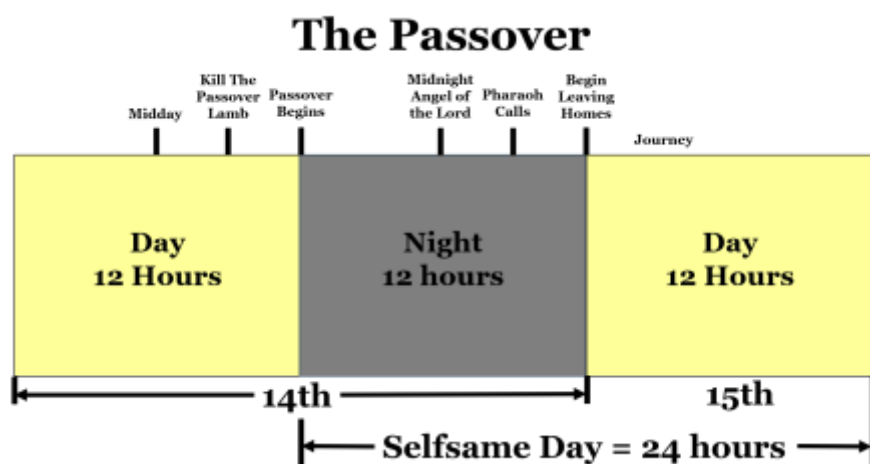 The Passover
Midday
Kill The
Passover
Lamb
Passover
Begins
Midnight
Angel of
the Lord
Pharaoh
Calls
Begin
Leaving
Homes
Journey
Day
12 Hours
Night
12 hours
Day
12 Hours
14th
15th
Selfsame Day = 24 hours